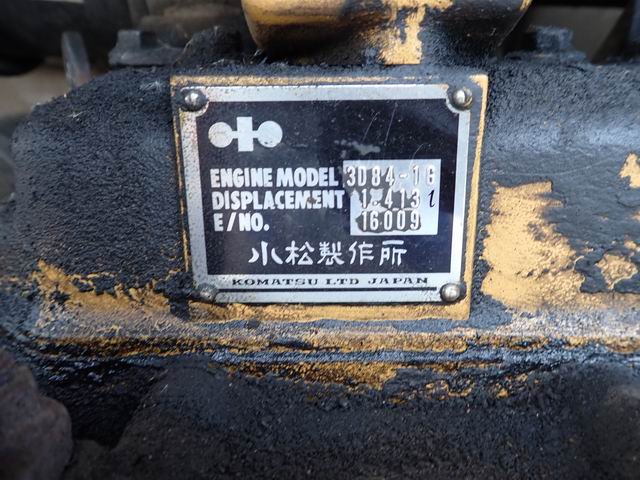 ENGINE MODEL 3D84-1G
DISPLACEMENT 1.413 l
E/NO. 16009
小松製作所
KOMATSU LTD JAPAN